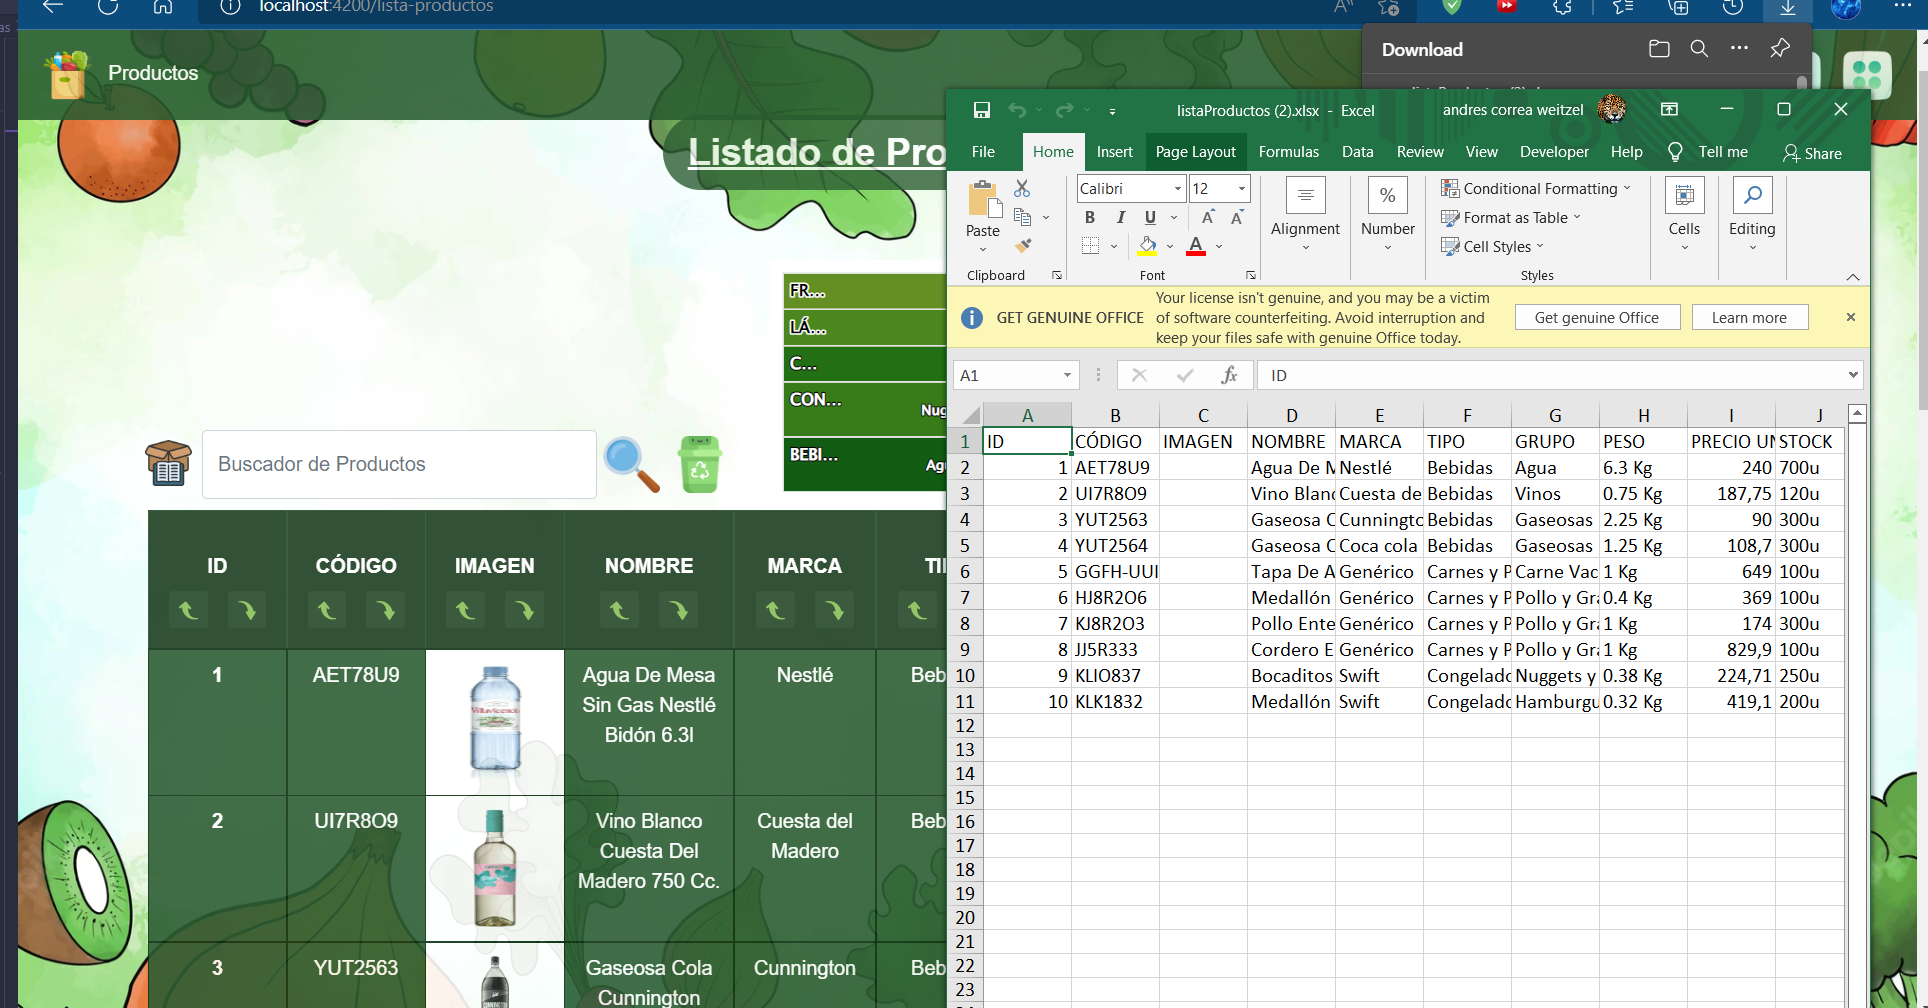 localhost:4200/lista-productos
Productos
Listado de Pro
FR...
LÁ...
C...
CON...
Nug
BEBI...
Ag
Buscador de Productos
ID CÓDIGO IMAGEN NOMBRE MARCA TI
1 AET78U9 Agua De Mesa Sin Gas Nestlé Bidón 6.3l Nestlé Beb
2 UI7R8O9 Vino Blanco Cuesta Del Madero 750 Cc. Cuesta del Madero Beb
3 YUT2563 Gaseosa Cola Cunnington Cunnington Beb
Download
listaProductos (2).xlsx - Excel
andres correa weitzel
File Home Insert Page Layout Formulas Data Review View Developer Help Tell me Share
Paste
Clipboard
Calibri 12
B I U A A
A
Font
Alignment
% Number
Conditional Formatting
Format as Table
Cell Styles
Styles
Cells
Editing
GET GENUINE OFFICE
Your license isn't genuine, and you may be a victim
of software counterfeiting. Avoid interruption and
keep your files safe with genuine Office today.
Get genuine Office
Learn more
A1 fx ID
A B C D E F G H I J
1 ID CÓDIGO IMAGEN NOMBRE MARCA TIPO GRUPO PESO PRECIO UN STOCK
2 1 AET78U9 Agua De M Nestlé Bebidas Agua 6.3 Kg 240 700u
3 2 UI7R8O9 Vino Blanc Cuesta de Bebidas Vinos 0.75 Kg 187,75 120u
4 3 YUT2563 Gaseosa C Cunningto Bebidas Gaseosas 2.25 Kg 90 300u
5 4 YUT2564 Gaseosa C Coca cola Bebidas Gaseosas 1.25 Kg 108,7 300u
6 5 GGFH-UUI Tapa De A Genérico Carnes y P Carne Vac 1 Kg 649 100u
7 6 HJ8R2O6 Medallón Genérico Carnes y P Pollo y Gra 0.4 Kg 369 100u
8 7 KJ8R2O3 Pollo Ente Genérico Carnes y P Pollo y Gra 1 Kg 174 300u
9 8 JJ5R333 Cordero E Genérico Carnes y P Pollo y Gra 1 Kg 829,9 100u
10 9 KLIO837 Bocaditos Swift Congelado Nuggets y 0.38 Kg 224,71 250u
11 10 KLK1832 Medallón Swift Congelado Hamburgu 0.32 Kg 419,1 200u
12
13
14
15
16
17
18
19
20
21
22
23